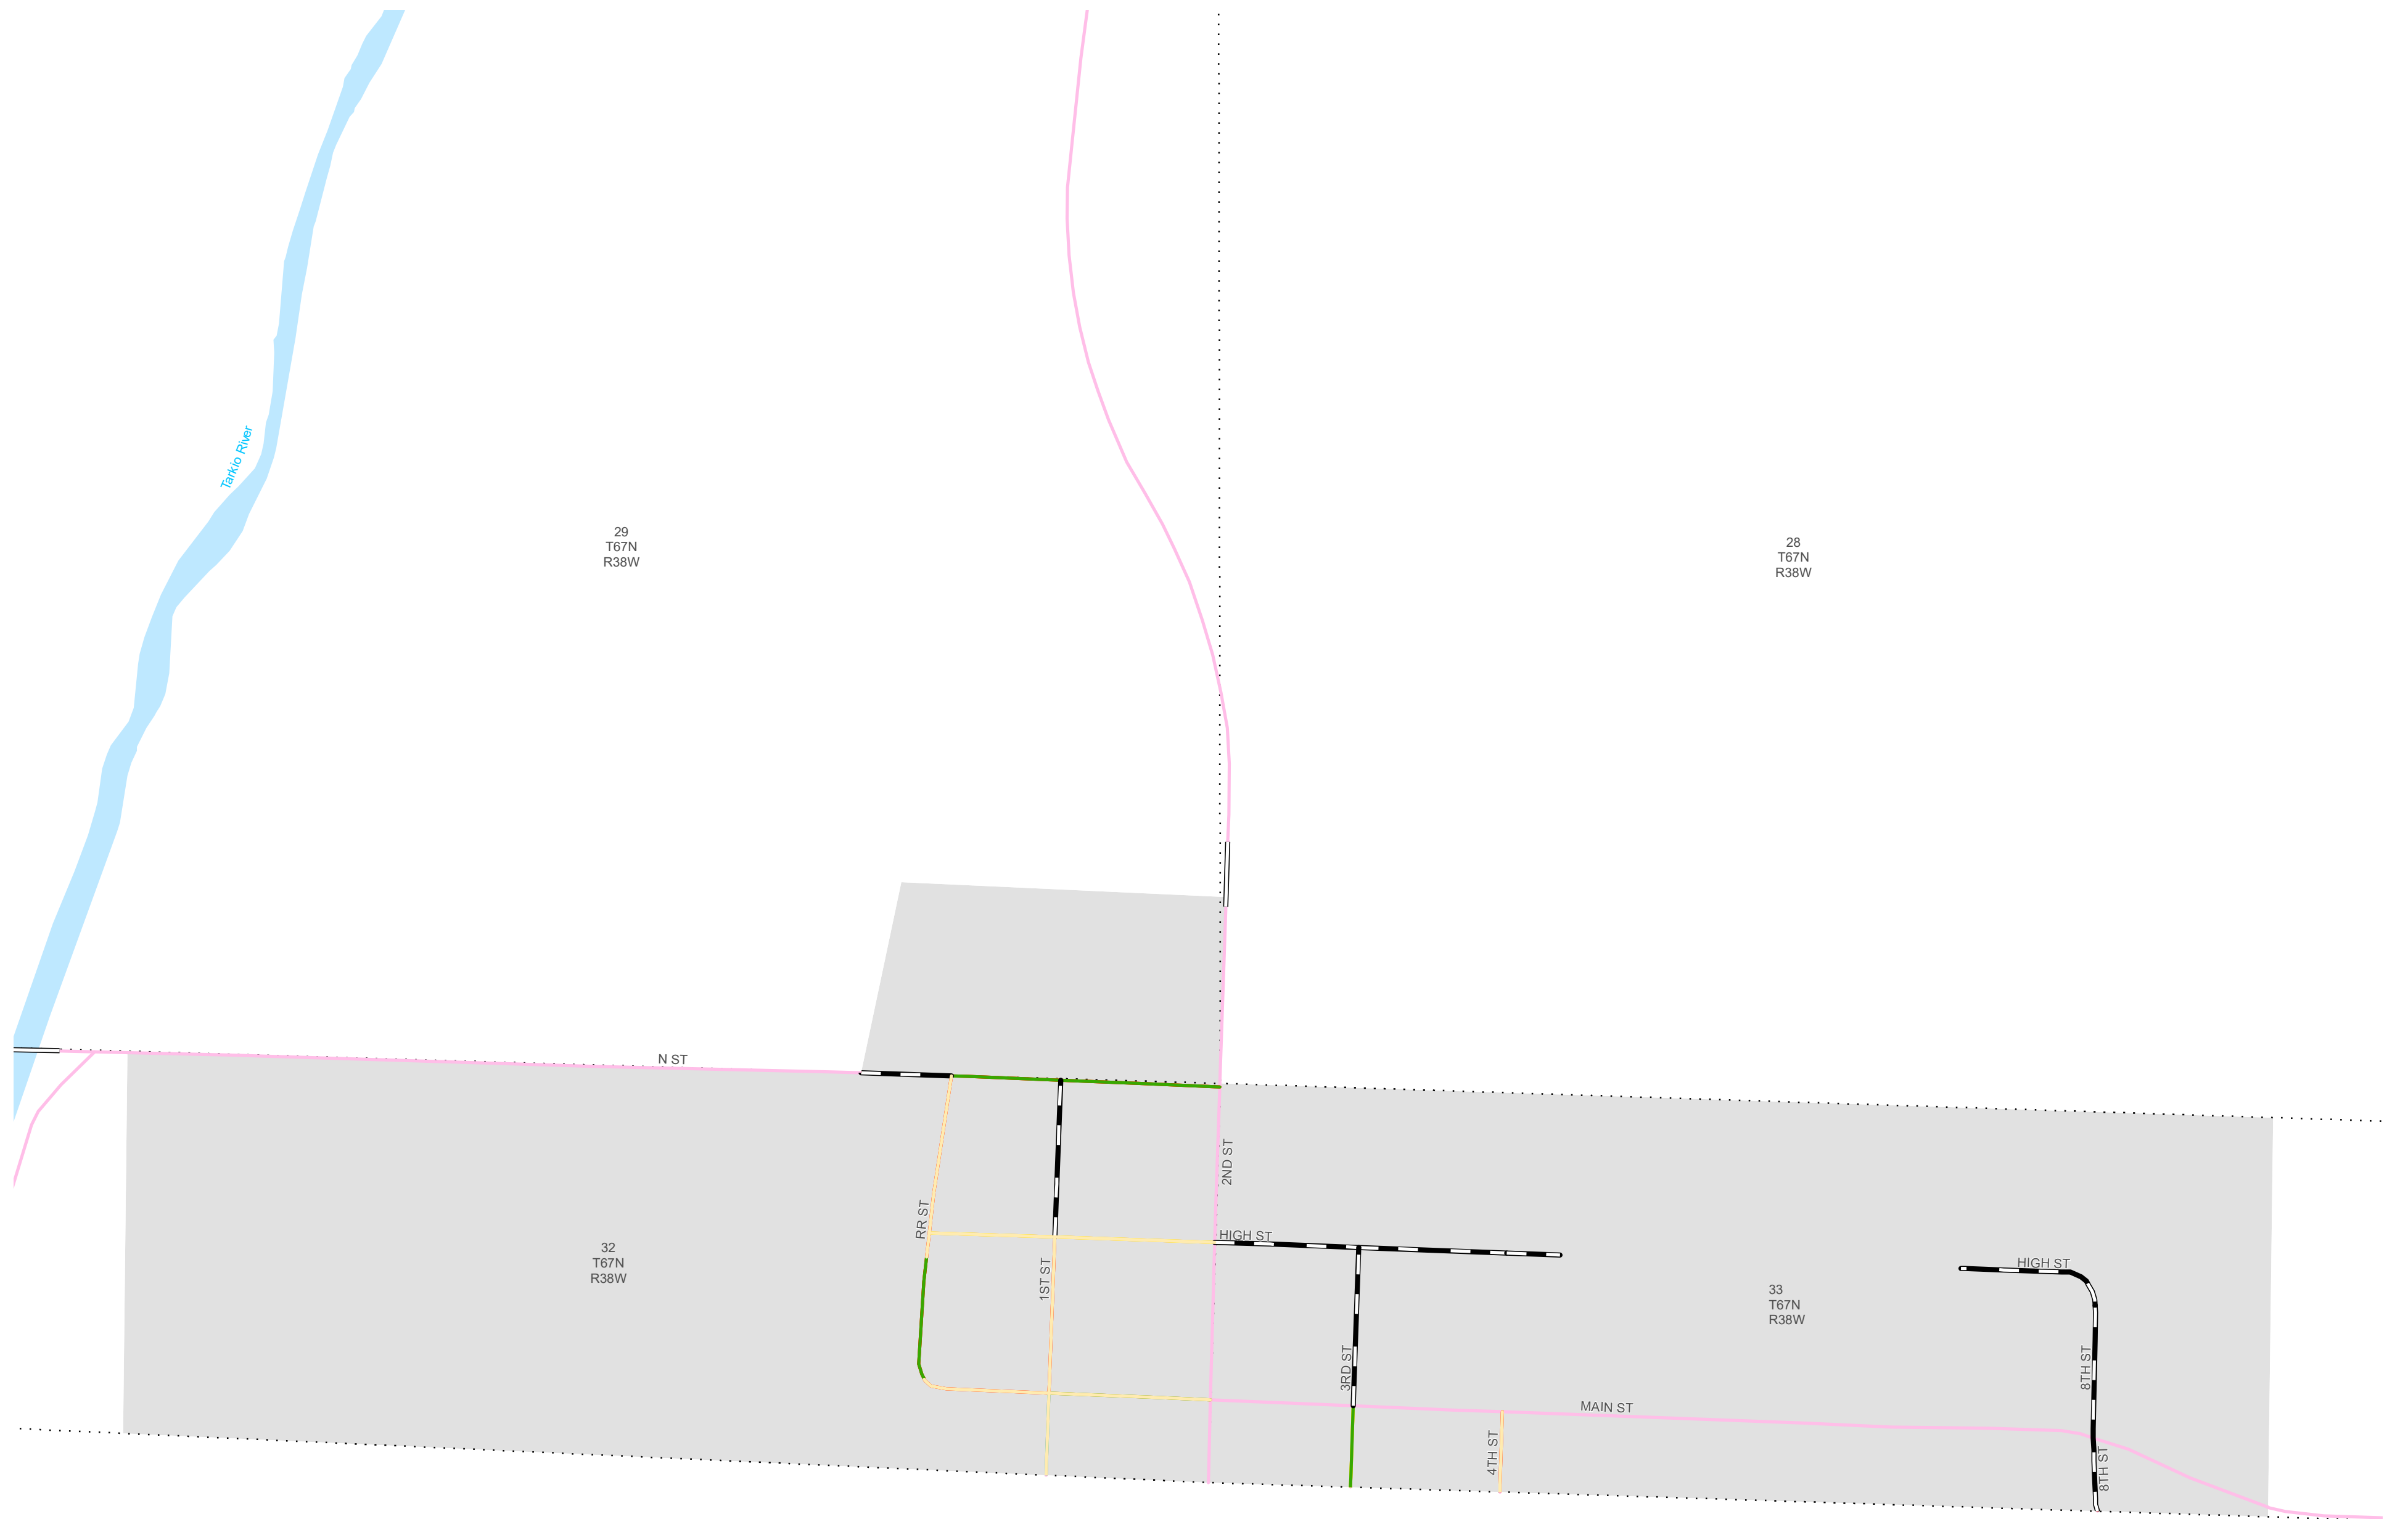 Tarkio River
29
T67N
R38W
28
T67N
R38W
N ST
2ND ST
RR ST
HIGH ST
HIGH ST
32
T67N
R38W
1ST ST
33
T67N
R38W
3RD ST
8TH ST
MAIN ST
4TH ST
8TH ST